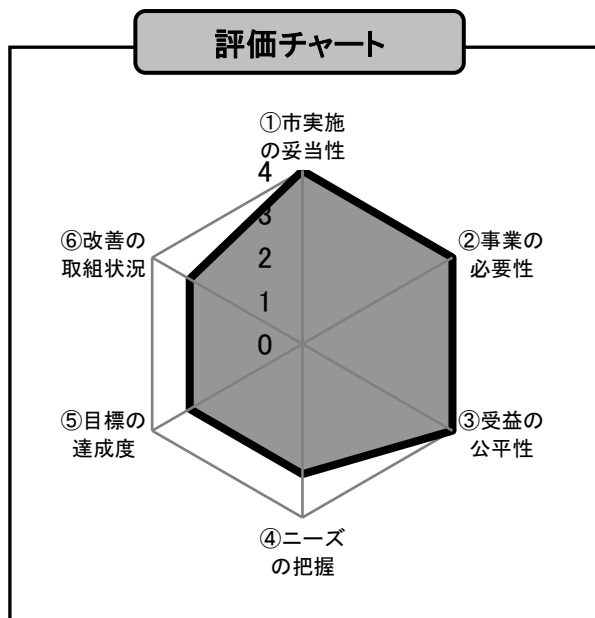 評価チャート
①市実施
の妥当性
4
3
2
1
0
②事業の
必要性
③受益の
公平性
④ニーズ
の把握
⑤目標の
達成度
⑥改善の
取組状況